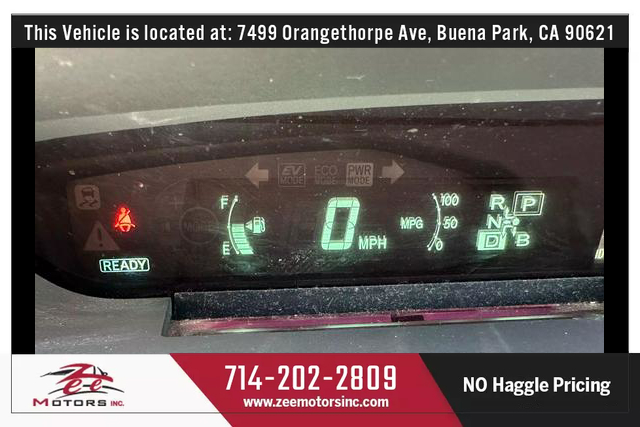 This Vehicle is located at: 7499 Orangethorpe Ave, Buena Park, CA 90621
EV MODE ECO MODE PWR MODE
F 100 R P
0 MPH MPG 50 N
E 0 D B
READY
Zee MOTORS INC.
714-202-2809
www.zeemotorsinc.com
NO Haggle Pricing